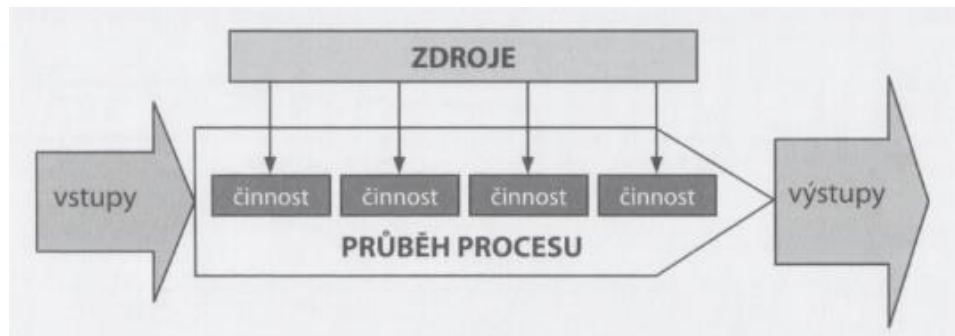 ZDROJE
vstupy
činnost
činnost
činnost
činnost
výstupy
PRŮBĚH PROCESU